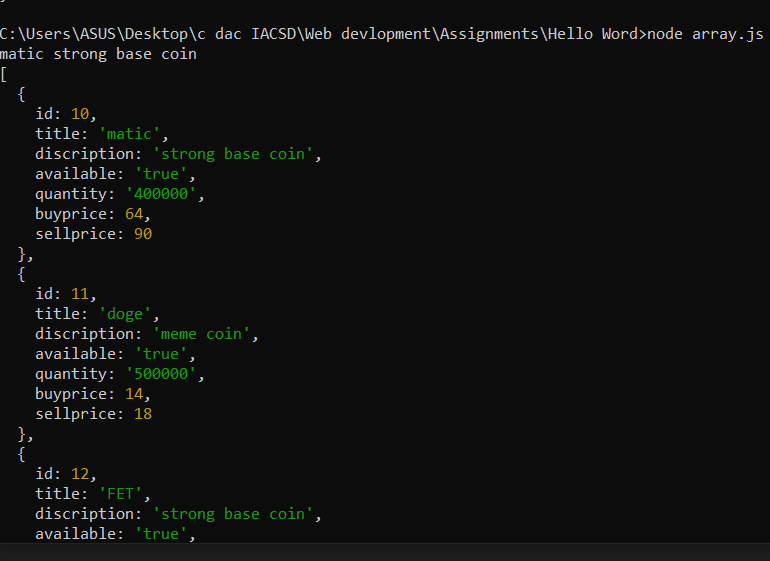 C:\Users\ASUS\Desktop\c dac IACSD\Web devlopment\Assignments\Hello Word>node array.js
matic strong base coin
[
  {
    id: 10,
    title: 'matic',
    discription: 'strong base coin',
    available: 'true',
    quantity: '400000',
    buyprice: 64,
    sellprice: 90
  },
  {
    id: 11,
    title: 'doge',
    discription: 'meme coin',
    available: 'true',
    quantity: '500000',
    buyprice: 14,
    sellprice: 18
  },
  {
    id: 12,
    title: 'FET',
    discription: 'strong base coin',
    available: 'true',